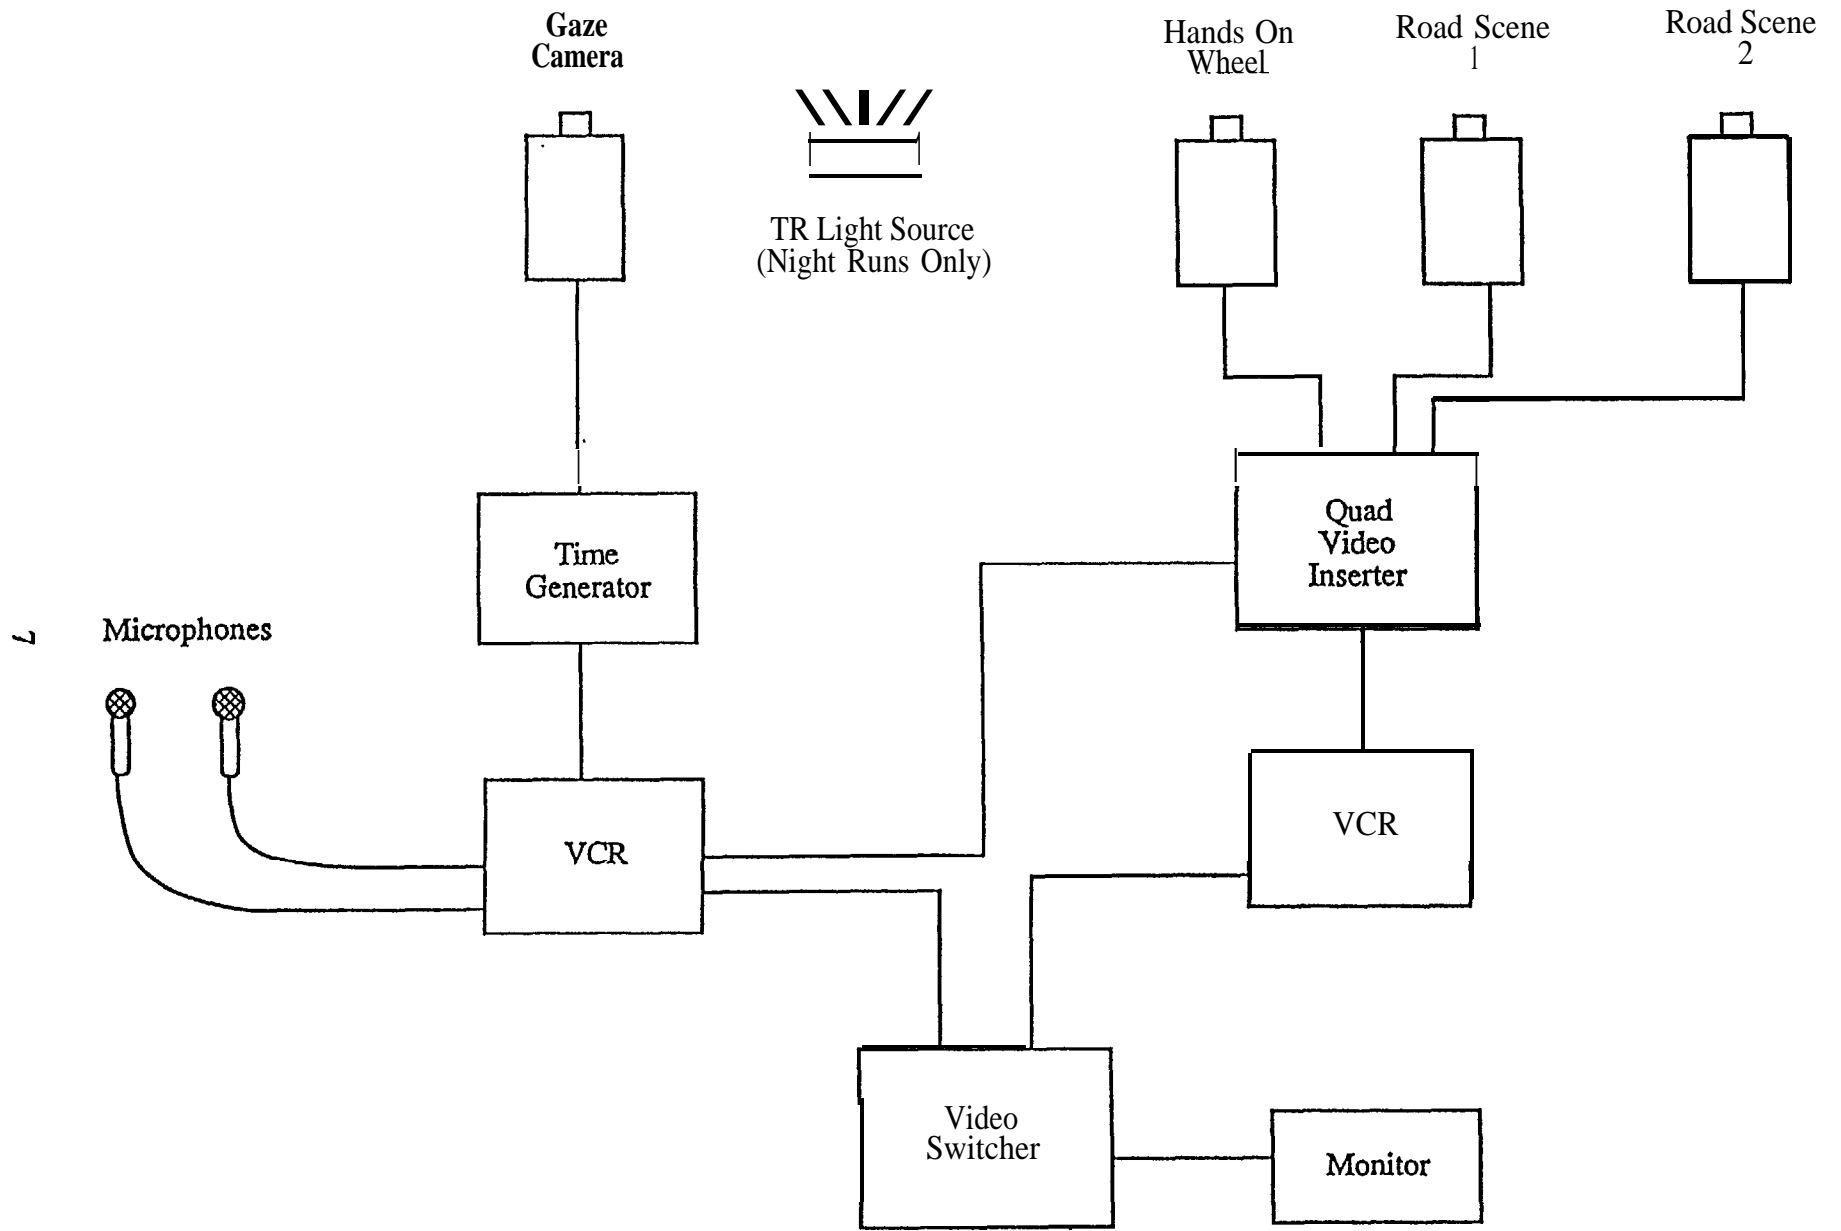 Gaze
Camera
Hands On
Wheel
Road Scene
1
Road Scene
2
TR Light Source
(Night Runs Only)
Time
Generator
Quad
Video
Inserter
7
Microphones
VCR
VCR
Video
Switcher
Monitor